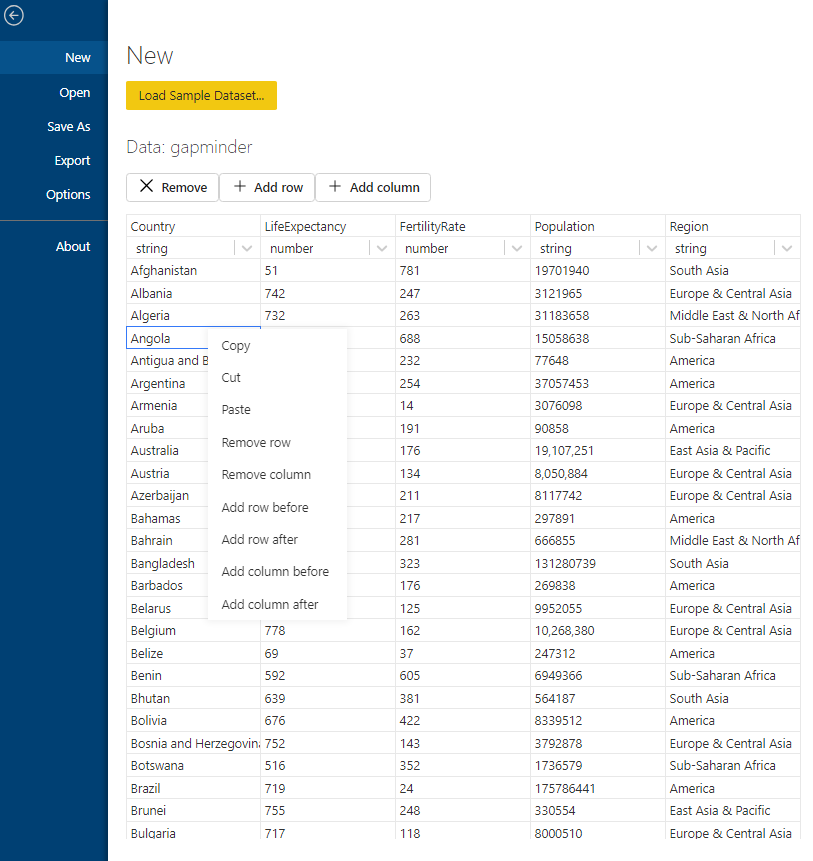 New
Open
Save As
Export
Options
About
New
Load Sample Dataset...
Data: gapminder
Remove Add row Add column
Country LifeExpectancy FertilityRate Population Region
string number number string string
Afghanistan 51 781 19701940 South Asia
Albania 742 247 3121965 Europe & Central Asia
Algeria 732 263 31183658 Middle East & North Af
Angola 688 15058638 Sub-Saharan Africa
Antigua and B 232 77648 America
Argentina 254 37057453 America
Armenia 14 3076098 Europe & Central Asia
Aruba 191 90858 America
Australia 176 19,107,251 East Asia & Pacific
Austria 134 8,050,884 Europe & Central Asia
Azerbaijan 211 8117742 Europe & Central Asia
Bahamas 217 297891 America
Bahrain 281 666855 Middle East & North Af
Bangladesh 323 131280739 South Asia
Barbados 176 269838 America
Belarus 125 9952055 Europe & Central Asia
Belgium 778 162 10,268,380 Europe & Central Asia
Belize 69 37 247312 America
Benin 592 605 6949366 Sub-Saharan Africa
Bhutan 639 381 564187 South Asia
Bolivia 676 422 8339512 America
Bosnia and Herzegovina 752 143 3792878 Europe & Central Asia
Botswana 516 352 1736579 Sub-Saharan Africa
Brazil 719 24 175786441 America
Brunei 755 248 330554 East Asia & Pacific
Bulgaria 717 118 8000510 Europe & Central Asia
Copy
Cut
Paste
Remove row
Remove column
Add row before
Add row after
Add column before
Add column after